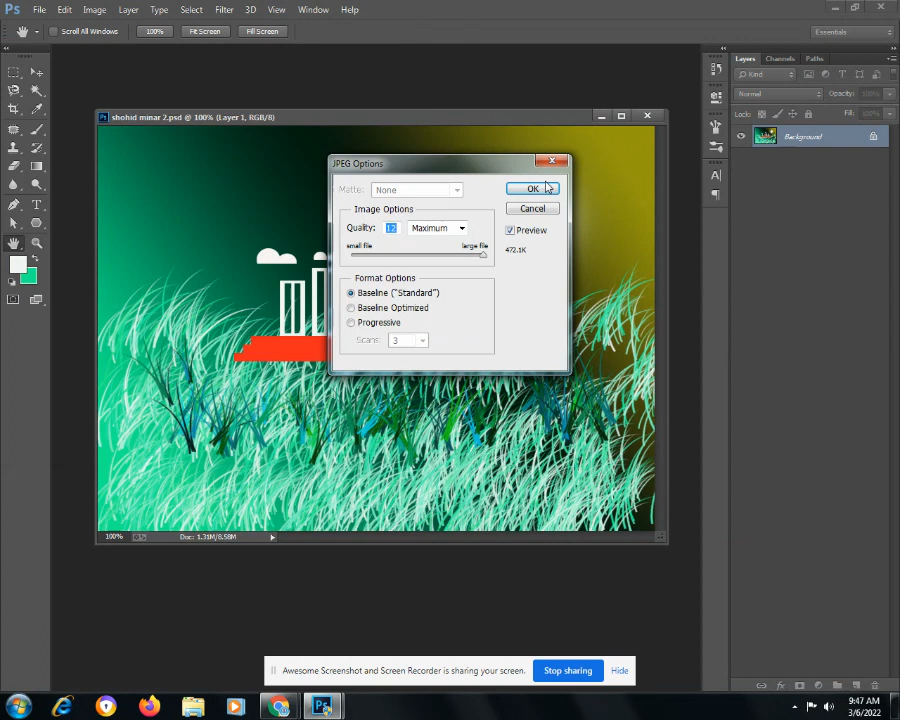 Ps File Edit Image Layer Type Select Filter 3D View Window Help
Scroll All Windows 100% Fit Screen Fill Screen Essentials
Layers Channels Paths
Kind
Normal Opacity: 100%
Lock: Fill: 100%
Background
Ps shohid minar 2.psd @ 100% (Layer 1, RGB/8)
JPEG Options
Matte: None
OK
Image Options
Cancel
Quality: 12 Maximum
Preview
small file large file
472.1K
Format Options
Baseline ("Standard")
Baseline Optimized
Progressive
Scans: 3
100% Doc: 1.31M/8.58M
Awesome Screenshot and Screen Recorder is sharing your screen. Stop sharing Hide
Ps
9:47 AM
3/6/2022